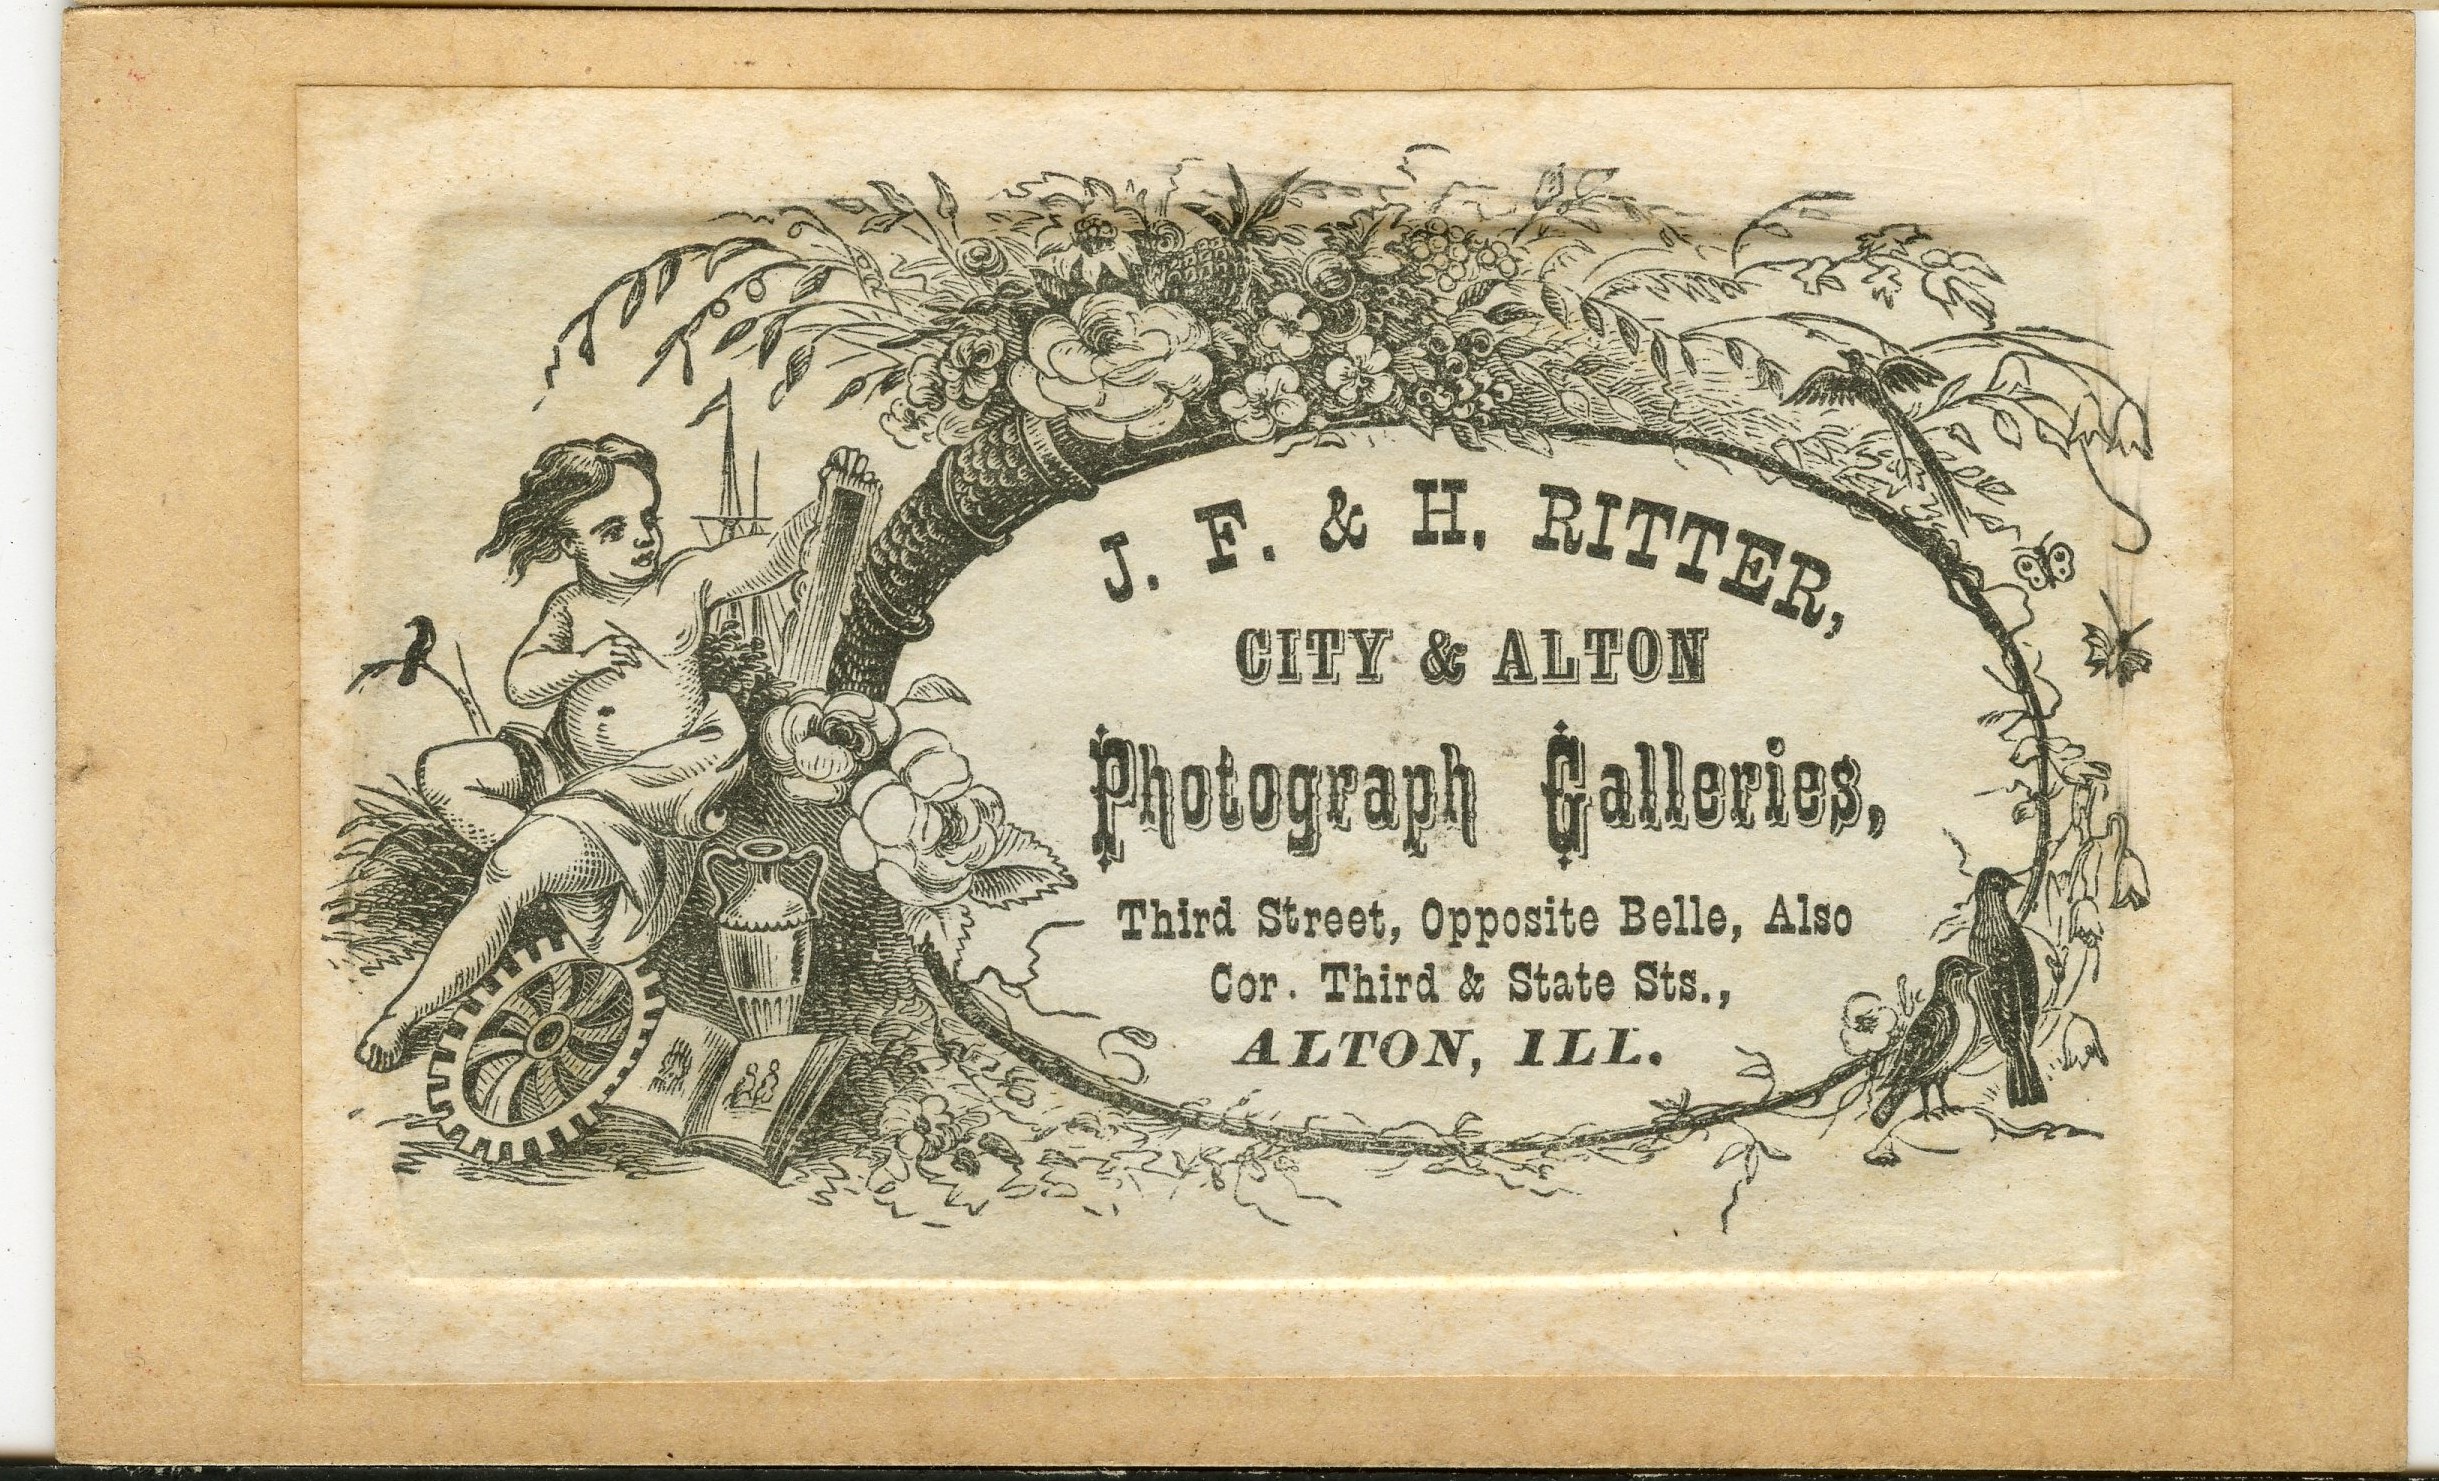 J. F. & H. RITTER,
CITY & ALTON
Photograph Galleries,
Third Street, Opposite Belle, Also
Cor. Third & State Sts.,
ALTON, ILL.